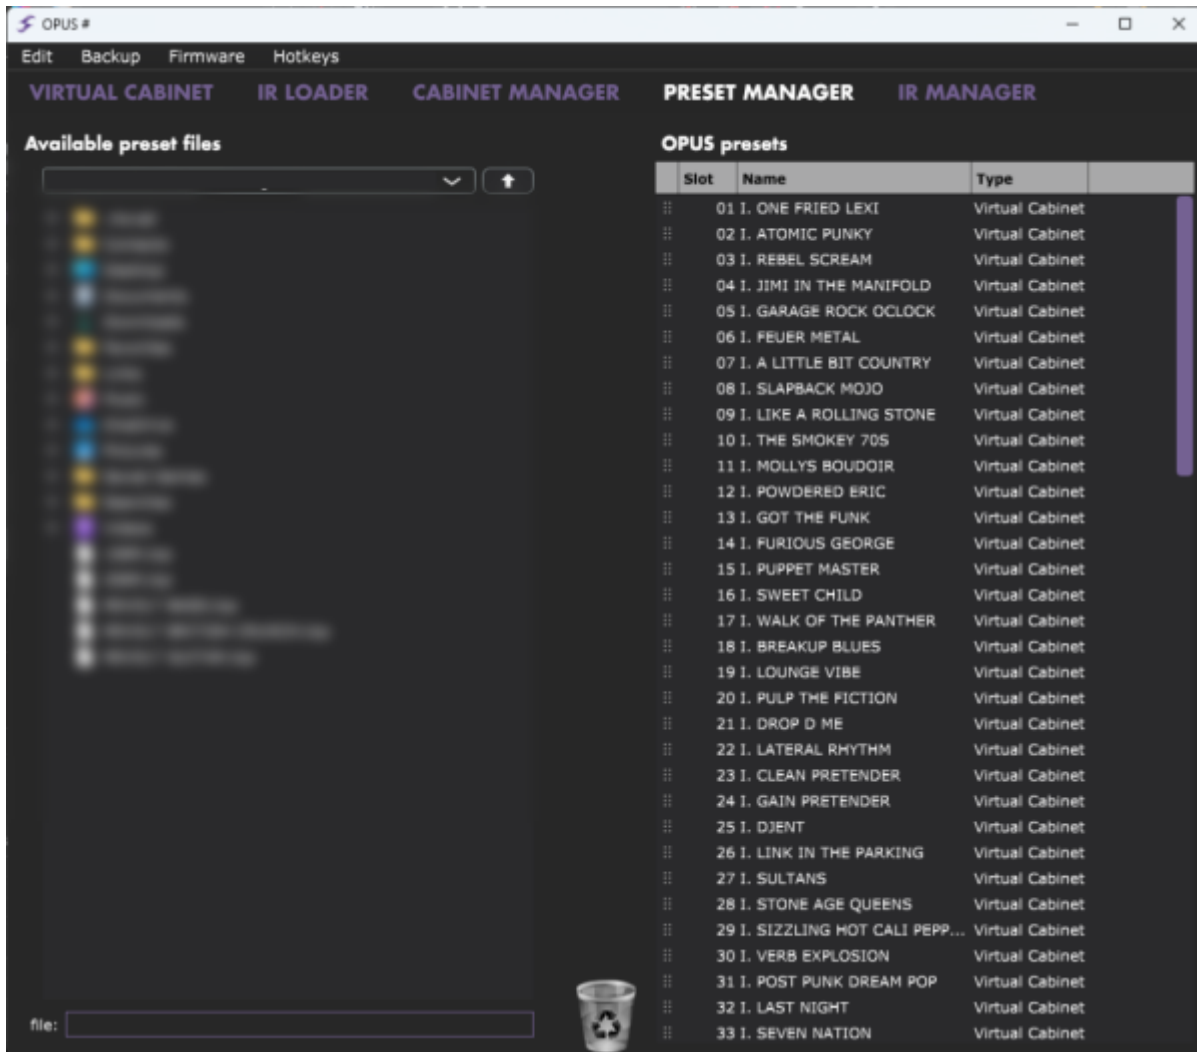 OPUS #
Edit Backup Firmware Hotkeys
VIRTUAL CABINET IR LOADER CABINET MANAGER PRESET MANAGER IR MANAGER
Available preset files
file:
OPUS presets
Slot Name Type
01 I. ONE FRIED LEXI Virtual Cabinet
02 I. ATOMIC PUNKY Virtual Cabinet
03 I. REBEL SCREAM Virtual Cabinet
04 I. JIMI IN THE MANIFOLD Virtual Cabinet
05 I. GARAGE ROCK OCLOCK Virtual Cabinet
06 I. FEUER METAL Virtual Cabinet
07 I. A LITTLE BIT COUNTRY Virtual Cabinet
08 I. SLAPBACK MOJO Virtual Cabinet
09 I. LIKE A ROLLING STONE Virtual Cabinet
10 I. THE SMOKEY 70S Virtual Cabinet
11 I. MOLLYS BOUDOIR Virtual Cabinet
12 I. POWDERED ERIC Virtual Cabinet
13 I. GOT THE FUNK Virtual Cabinet
14 I. FURIOUS GEORGE Virtual Cabinet
15 I. PUPPET MASTER Virtual Cabinet
16 I. SWEET CHILD Virtual Cabinet
17 I. WALK OF THE PANTHER Virtual Cabinet
18 I. BREAKUP BLUES Virtual Cabinet
19 I. LOUNGE VIBE Virtual Cabinet
20 I. PULP THE FICTION Virtual Cabinet
21 I. DROP D ME Virtual Cabinet
22 I. LATERAL RHYTHM Virtual Cabinet
23 I. CLEAN PRETENDER Virtual Cabinet
24 I. GAIN PRETENDER Virtual Cabinet
25 I. DJENT Virtual Cabinet
26 I. LINK IN THE PARKING Virtual Cabinet
27 I. SULTANS Virtual Cabinet
28 I. STONE AGE QUEENS Virtual Cabinet
29 I. SIZZLING HOT CALI PEPP... Virtual Cabinet
30 I. VERB EXPLOSION Virtual Cabinet
31 I. POST PUNK DREAM POP Virtual Cabinet
32 I. LAST NIGHT Virtual Cabinet
33 I. SEVEN NATION Virtual Cabinet